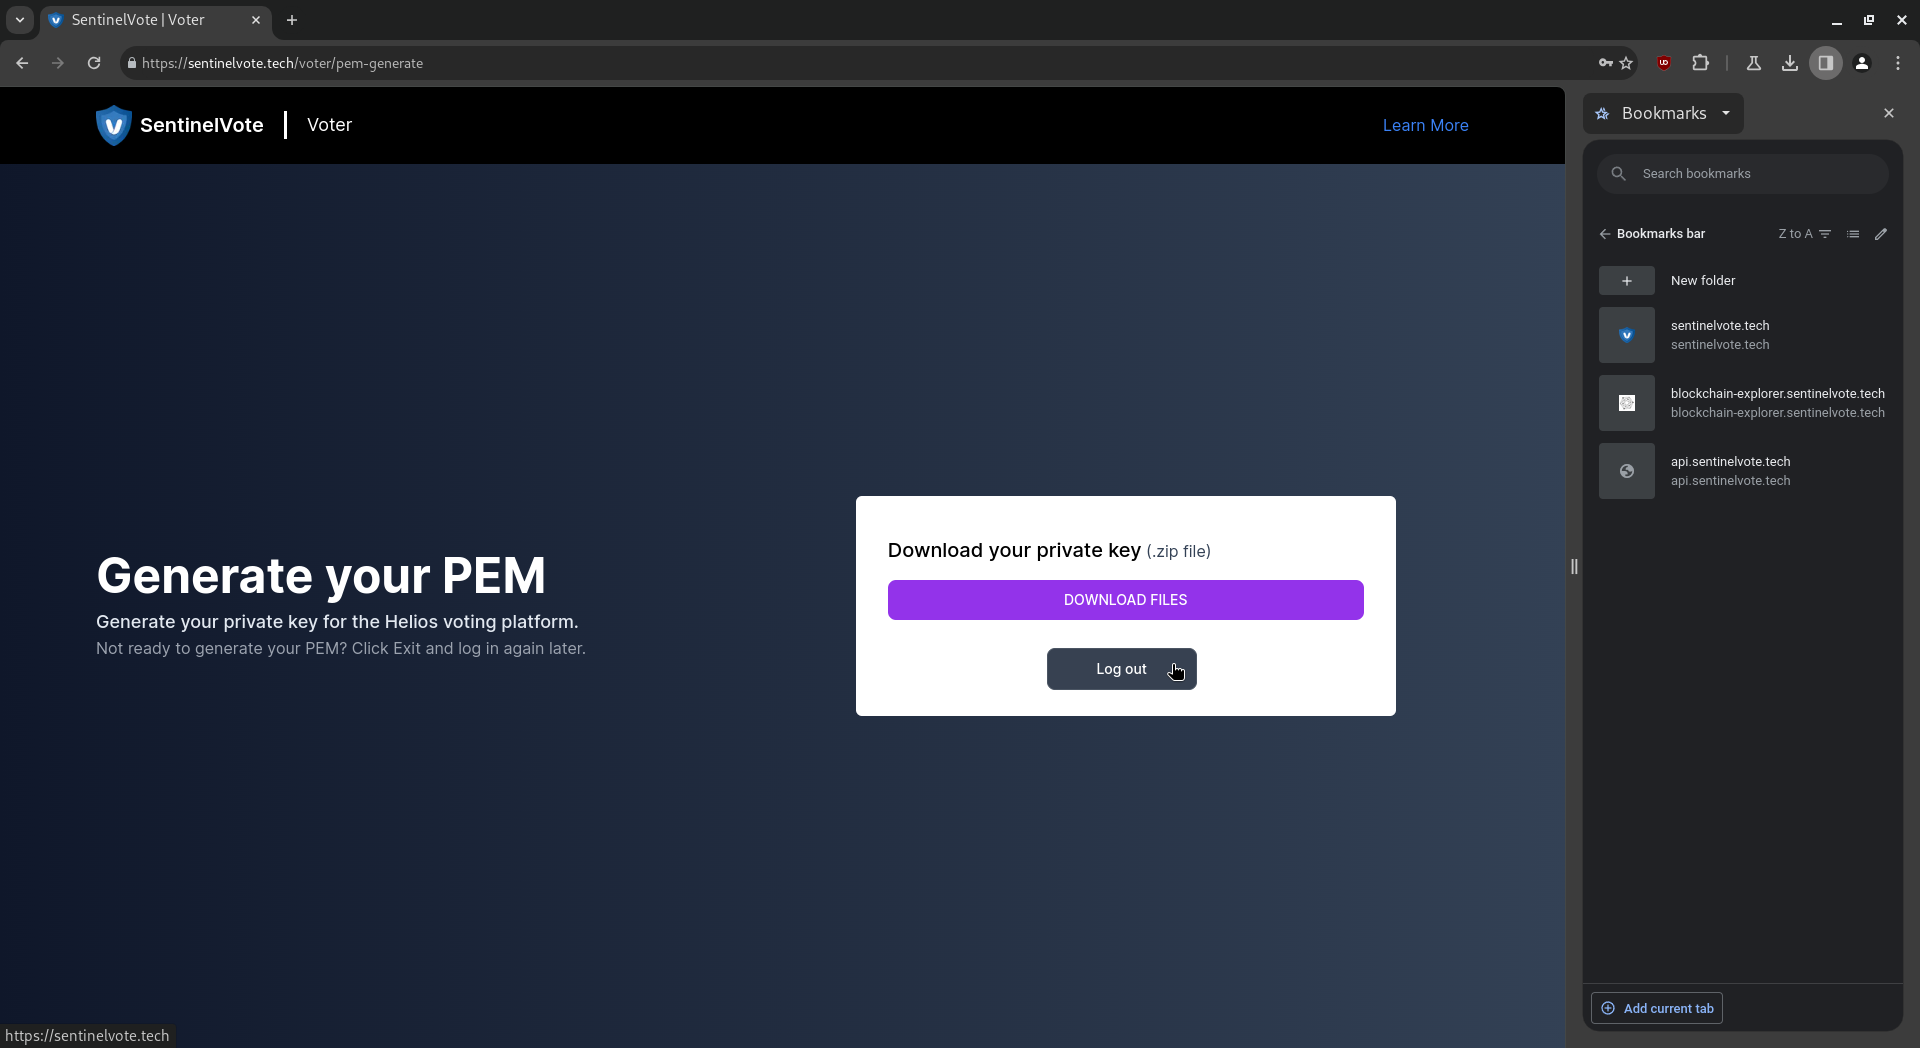 SentinelVote | Voter
https://sentinelvote.tech/voter/pem-generate
SentinelVote
Voter
Learn More
Generate your PEM
Generate your private key for the Helios voting platform.
Not ready to generate your PEM? Click Exit and log in again later.
Download your private key (.zip file)
DOWNLOAD FILES
Log out
https://sentinelvote.tech
Bookmarks
Search bookmarks
Bookmarks bar
Z to A
New folder
sentinelvote.tech
sentinelvote.tech
blockchain-explorer.sentinelvote.tech
blockchain-explorer.sentinelvote.tech
api.sentinelvote.tech
api.sentinelvote.tech
Add current tab